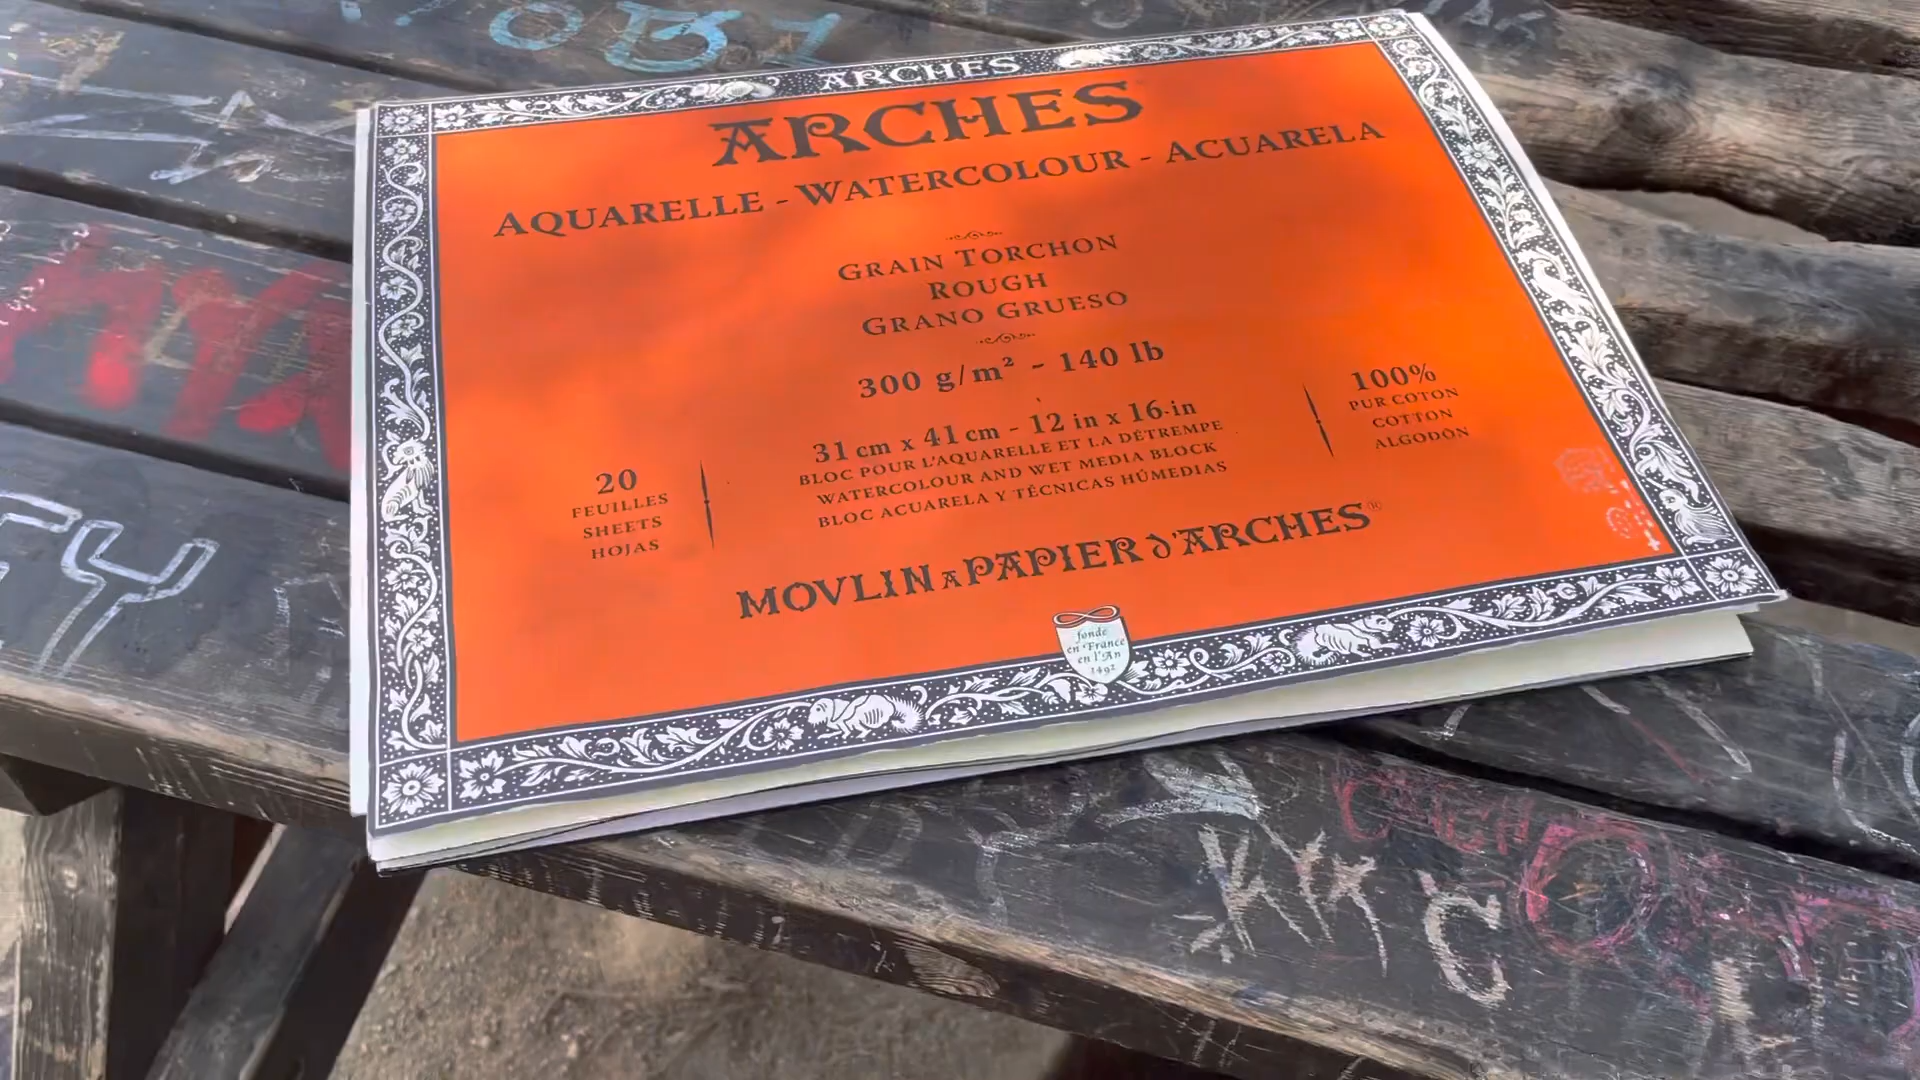 ARCHES
ARCHES
AQUARELLE - WATERCOLOUR - ACUARELA
GRAIN TORCHON
ROUGH
GRANO GRUESO
300 g/m² - 140 lb
31 cm x 41 cm - 12 in x 16 in
BLOC POUR L'AQUARELLE ET LA DÉTREMPE
WATERCOLOUR AND WET MEDIA BLOCK
BLOC ACUARELA Y TÉCNICAS HÚMEDIAS
20
FEUILLES
SHEETS
HOJAS
100%
PUR COTON
COTTON
ALGODÓN
MOVLIN A PAPIER d'ARCHES®
fonde
en France
en l'An
1492